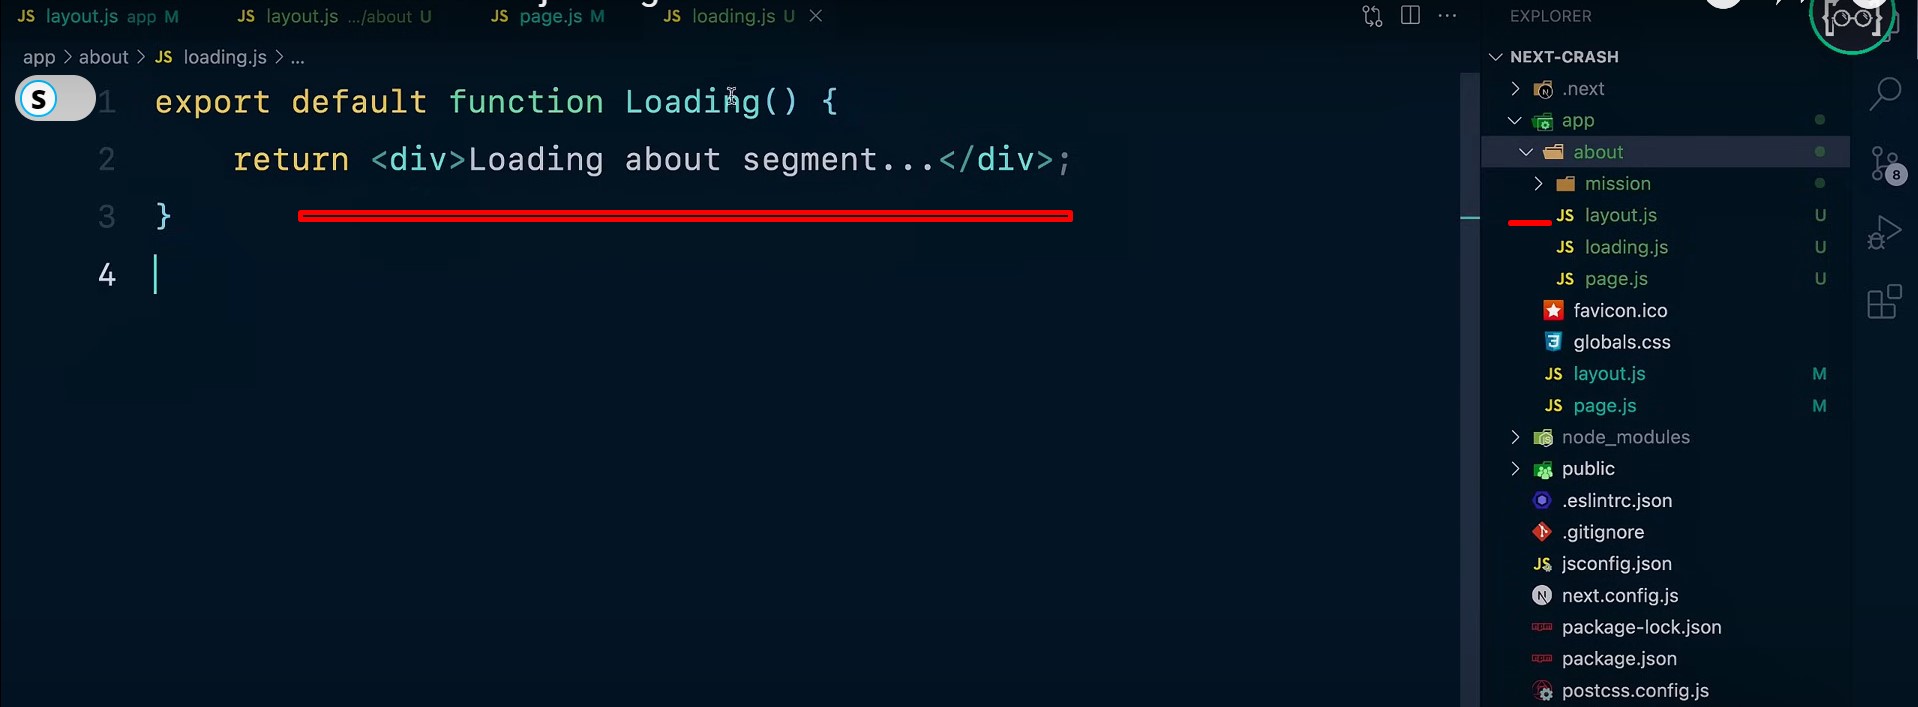 JS layout.js app M JS layout.js .../about U JS page.js M JS loading.js U
EXPLORER
app > about > JS loading.js > ...
NEXT-CRASH
S
1 export default function Loading() {
2 return <div>Loading about segment...</div>;
3 }
4
.next
app
about
mission
JS layout.js U
JS loading.js U
JS page.js U
favicon.ico
globals.css
JS layout.js M
JS page.js M
node_modules
public
.eslintrc.json
.gitignore
JS jsconfig.json
N next.config.js
package-lock.json
package.json
postcss.config.js
8